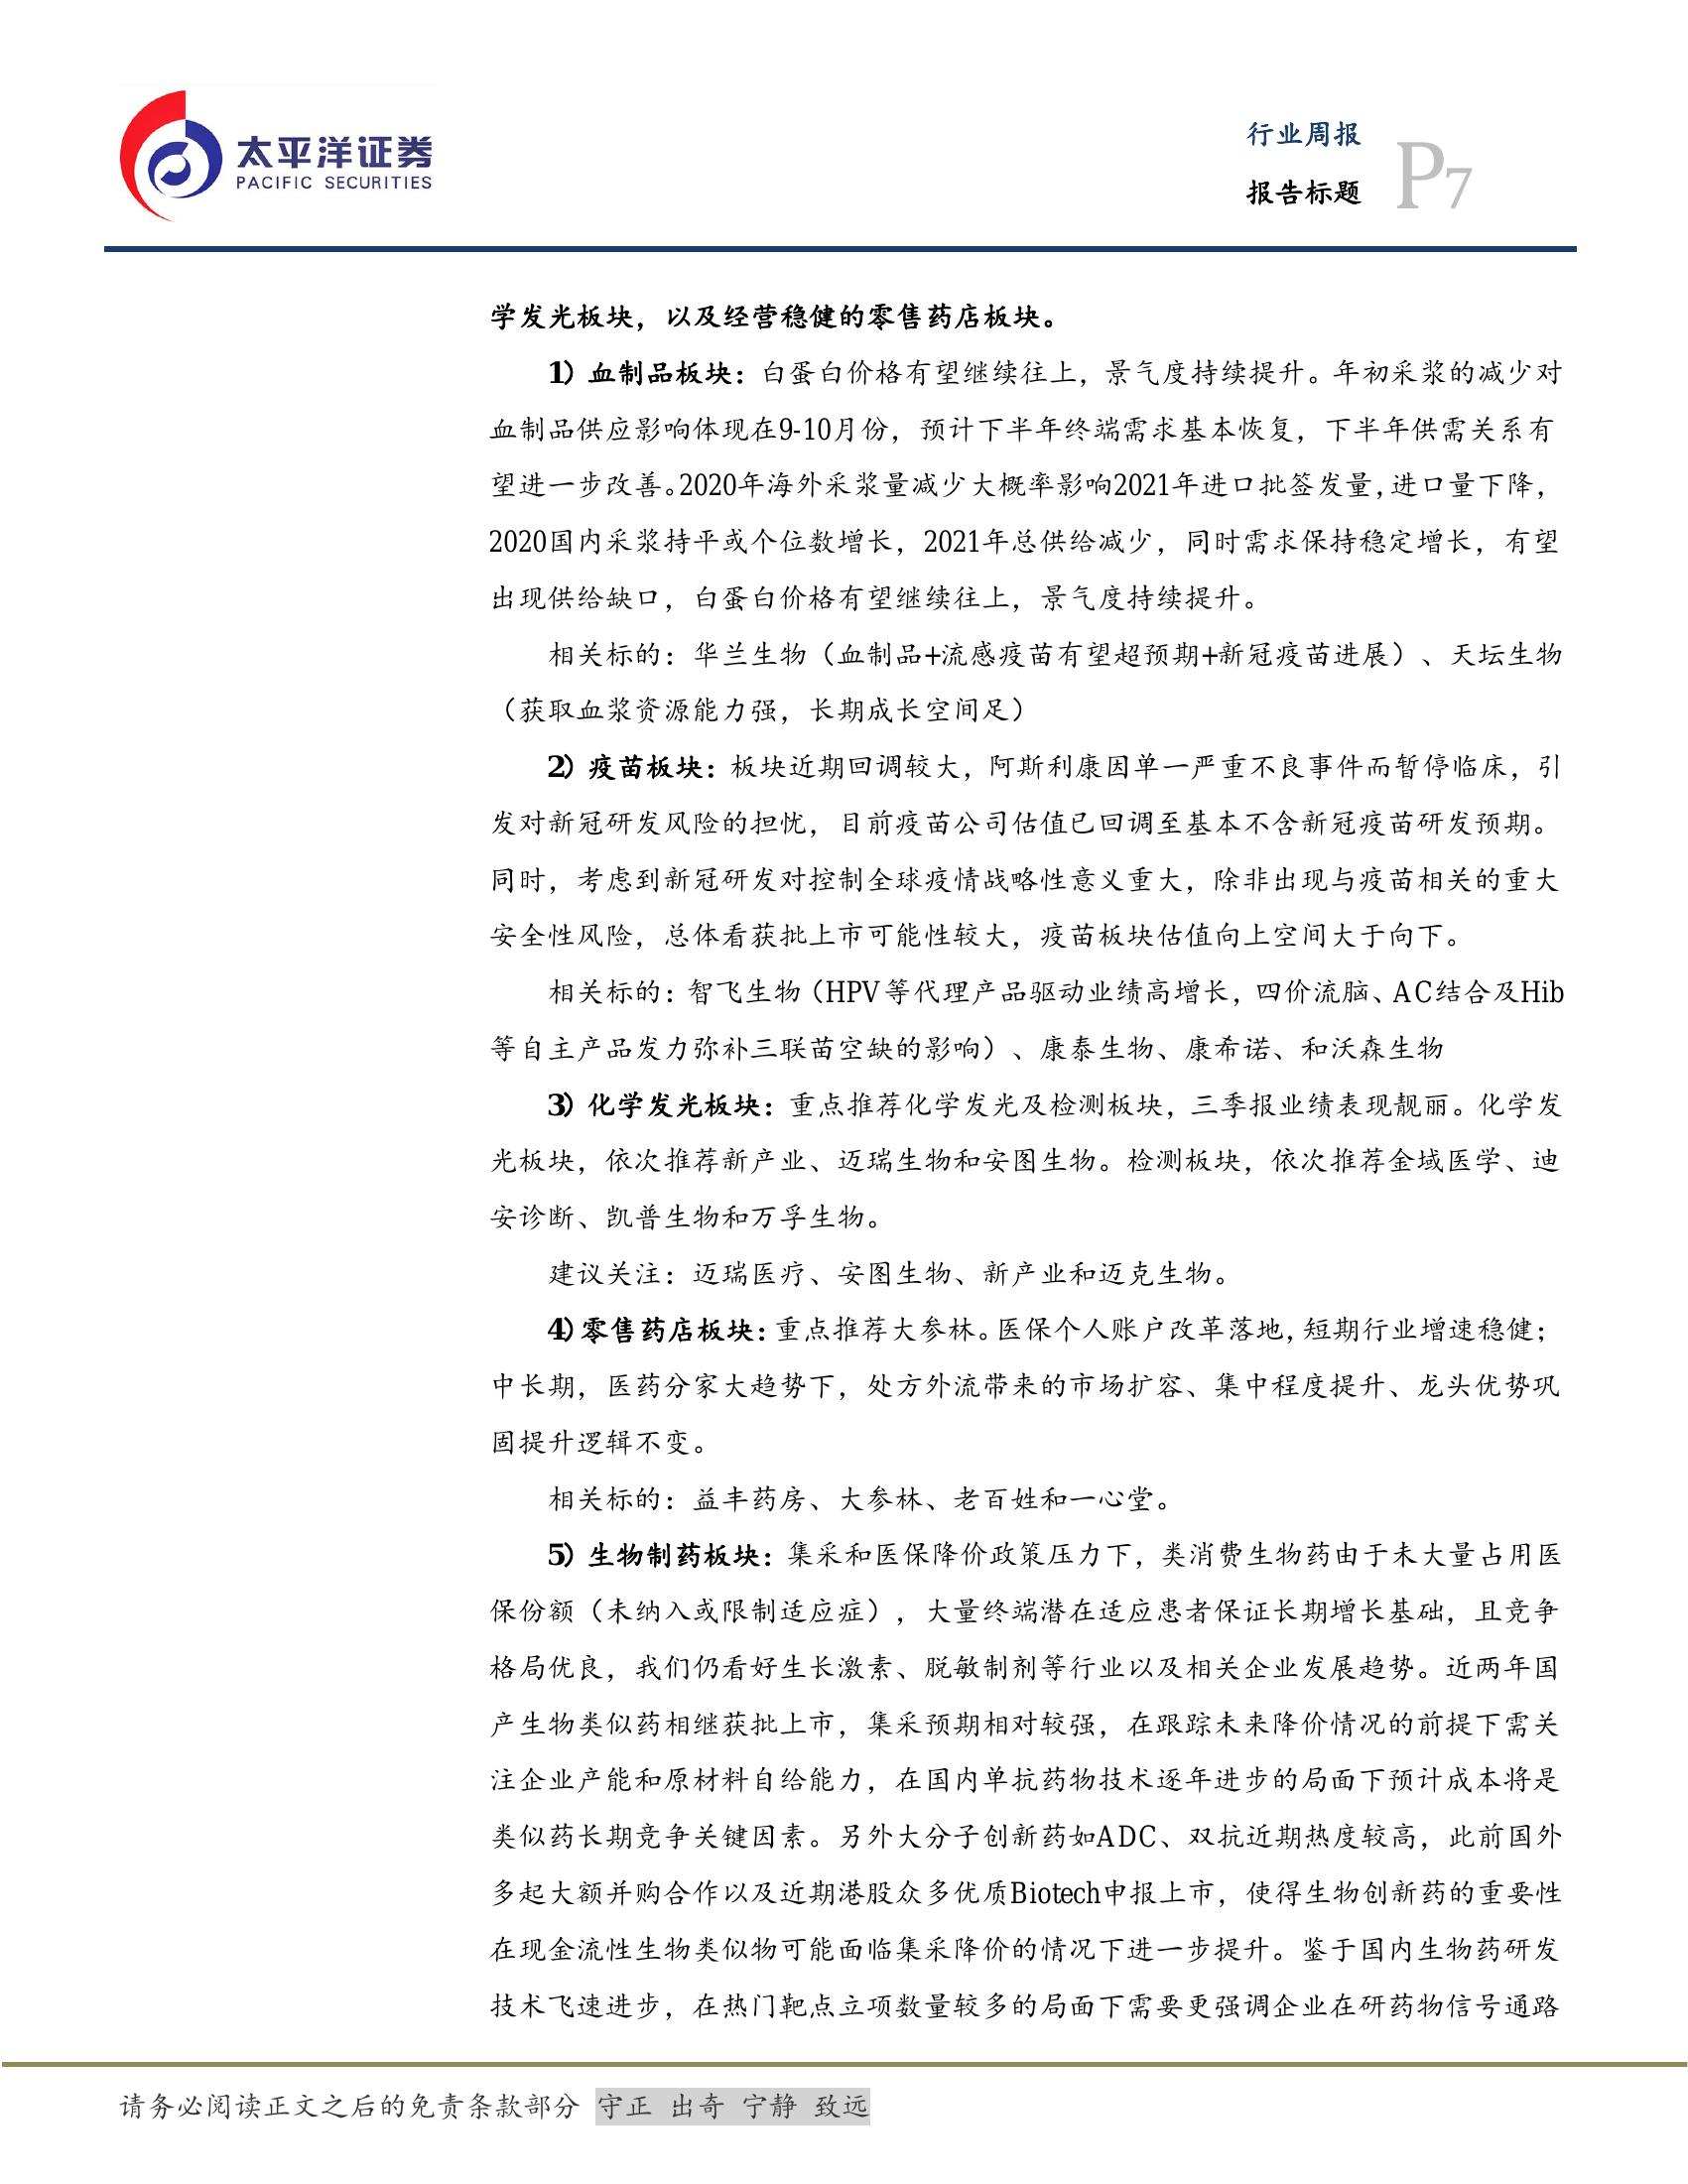 太平洋证券
PACIFIC SECURITIES
行业周报
报告标题
P7
学发光板块，以及经营稳健的零售药店板块。
1）血制品板块：白蛋白价格有望继续往上，景气度持续提升。年初采浆的减少对
血制品供应影响体现在9-10月份，预计下半年终端需求基本恢复，下半年供需关系有
望进一步改善。2020年海外采浆量减少大概率影响2021年进口批签发量，进口量下降，
2020国内采浆持平或个位数增长，2021年总供给减少，同时需求保持稳定增长，有望
出现供给缺口，白蛋白价格有望继续往上，景气度持续提升。
相关标的：华兰生物（血制品+流感疫苗有望超预期+新冠疫苗进展）、天坛生物
（获取血浆资源能力强，长期成长空间足）
2）疫苗板块：板块近期回调较大，阿斯利康因单一严重不良事件而暂停临床，引
发对新冠研发风险的担忧，目前疫苗公司估值已回调至基本不含新冠疫苗研发预期。
同时，考虑到新冠研发对控制全球疫情战略性意义重大，除非出现与疫苗相关的重大
安全性风险，总体看获批上市可能性较大，疫苗板块估值向上空间大于向下。
相关标的：智飞生物（HPV等代理产品驱动业绩高增长，四价流脑、AC结合及Hib
等自主产品发力弥补三联苗空缺的影响）、康泰生物、康希诺、和沃森生物
3）化学发光板块：重点推荐化学发光及检测板块，三季报业绩表现靓丽。化学发
光板块，依次推荐新产业、迈瑞生物和安图生物。检测板块，依次推荐金域医学、迪
安诊断、凯普生物和万孚生物。
建议关注：迈瑞医疗、安图生物、新产业和迈克生物。
4）零售药店板块：重点推荐大参林。医保个人账户改革落地，短期行业增速稳健；
中长期，医药分家大趋势下，处方外流带来的市场扩容、集中程度提升、龙头优势巩
固提升逻辑不变。
相关标的：益丰药房、大参林、老百姓和一心堂。
5）生物制药板块：集采和医保降价政策压力下，类消费生物药由于未大量占用医
保份额（未纳入或限制适应症），大量终端潜在适应患者保证长期增长基础，且竞争
格局优良，我们仍看好生长激素、脱敏制剂等行业以及相关企业发展趋势。近两年国
产生物类似药相继获批上市，集采预期相对较强，在跟踪未来降价情况的前提下需关
注企业产能和原材料自给能力，在国内单抗药物技术逐年进步的局面下预计成本将是
类似药长期竞争关键因素。另外大分子创新药如ADC、双抗近期热度较高，此前国外
多起大额并购合作以及近期港股众多优质Biotech申报上市，使得生物创新药的重要性
在现金流性生物类似物可能面临集采降价的情况下进一步提升。鉴于国内生物药研发
技术飞速进步，在热门靶点立项数量较多的局面下需要更强调企业在研药物信号通路
请务必阅读正文之后的免责条款部分 守正 出奇 宁静 致远